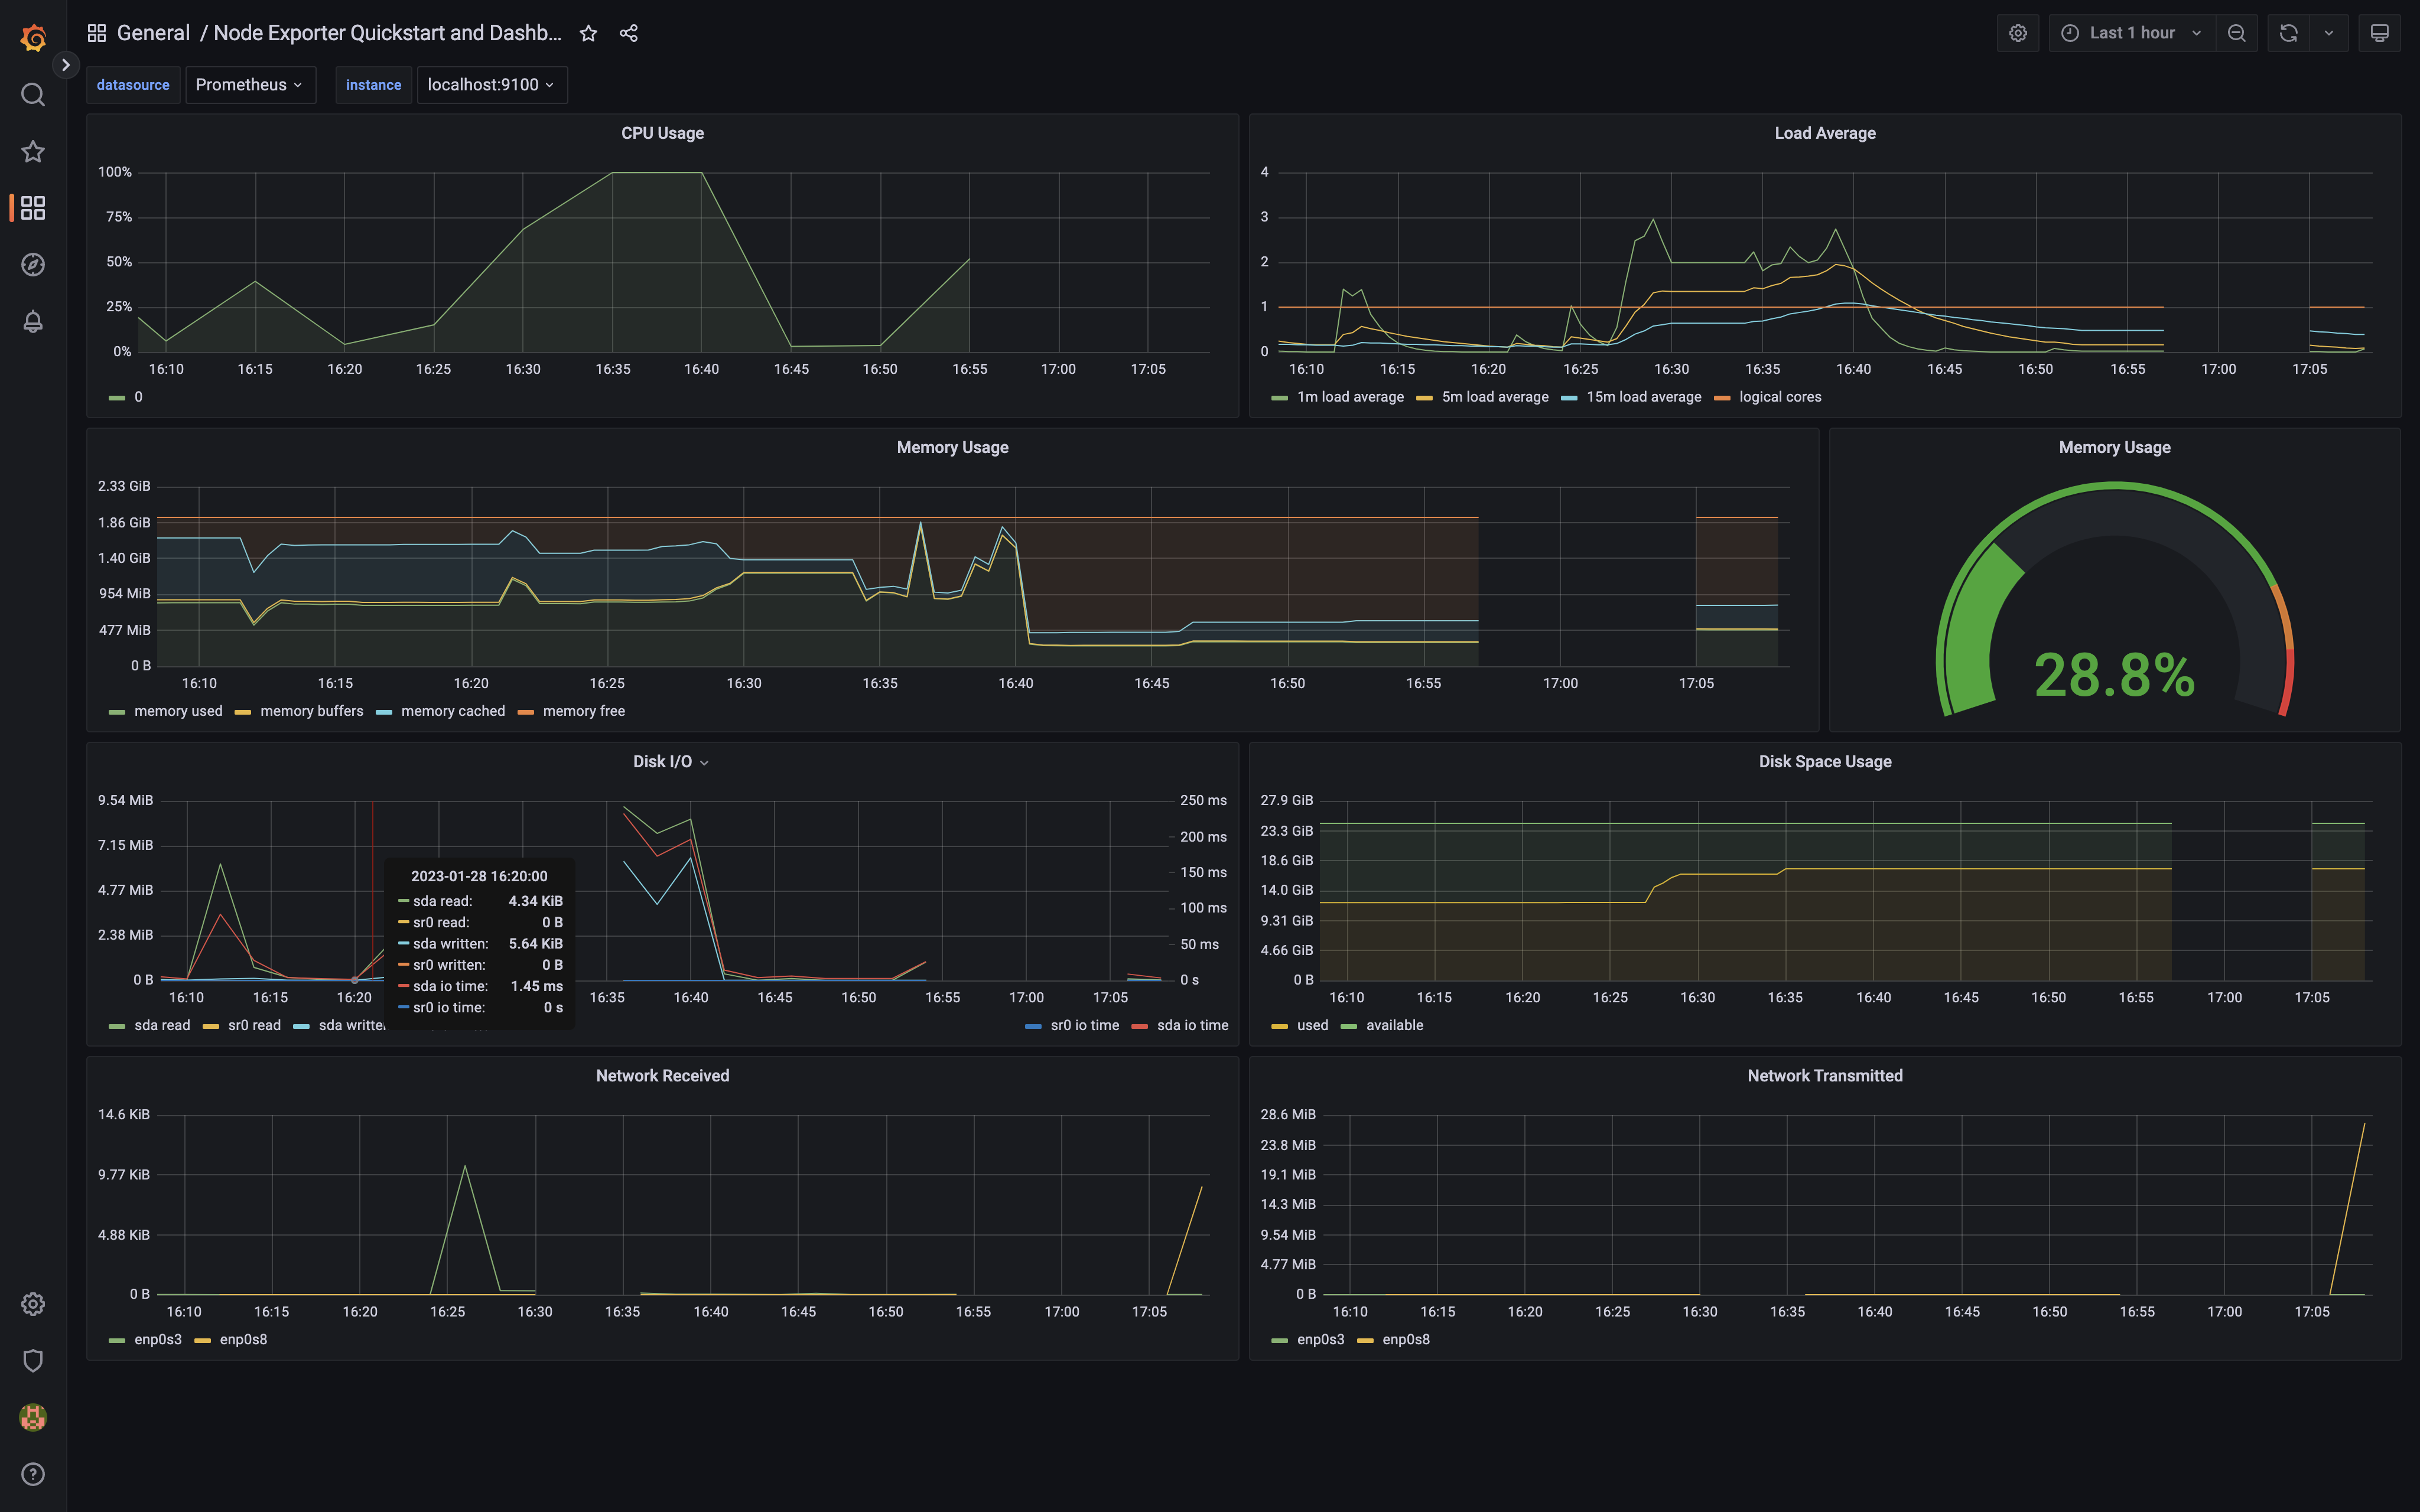 General / Node Exporter Quickstart and Dashb...
Last 1 hour
datasource Prometheus instance localhost:9100
CPU Usage
100%
75%
50%
25%
0%
16:10 16:15 16:20 16:25 16:30 16:35 16:40 16:45 16:50 16:55 17:00 17:05
0
Load Average
4
3
2
1
0
16:10 16:15 16:20 16:25 16:30 16:35 16:40 16:45 16:50 16:55 17:00 17:05
1m load average 5m load average 15m load average logical cores
Memory Usage
2.33 GiB
1.86 GiB
1.40 GiB
954 MiB
477 MiB
0 B
16:10 16:15 16:20 16:25 16:30 16:35 16:40 16:45 16:50 16:55 17:00 17:05
memory used memory buffers memory cached memory free
Memory Usage
28.8%
Disk I/O
9.54 MiB
7.15 MiB
4.77 MiB
2.38 MiB
0 B
250 ms
200 ms
150 ms
100 ms
50 ms
0 s
2023-01-28 16:20:00
sda read: 4.34 KiB
sr0 read: 0 B
sda written: 5.64 KiB
sr0 written: 0 B
sda io time: 1.45 ms
sr0 io time: 0 s
16:10 16:15 16:20 16:35 16:40 16:45 16:50 16:55 17:00 17:05
sda read sr0 read sda writte sr0 io time sda io time
Disk Space Usage
27.9 GiB
23.3 GiB
18.6 GiB
14.0 GiB
9.31 GiB
4.66 GiB
0 B
16:10 16:15 16:20 16:25 16:30 16:35 16:40 16:45 16:50 16:55 17:00 17:05
used available
Network Received
14.6 KiB
9.77 KiB
4.88 KiB
0 B
16:10 16:15 16:20 16:25 16:30 16:35 16:40 16:45 16:50 16:55 17:00 17:05
enp0s3 enp0s8
Network Transmitted
28.6 MiB
23.8 MiB
19.1 MiB
14.3 MiB
9.54 MiB
4.77 MiB
0 B
16:10 16:15 16:20 16:25 16:30 16:35 16:40 16:45 16:50 16:55 17:00 17:05
enp0s3 enp0s8